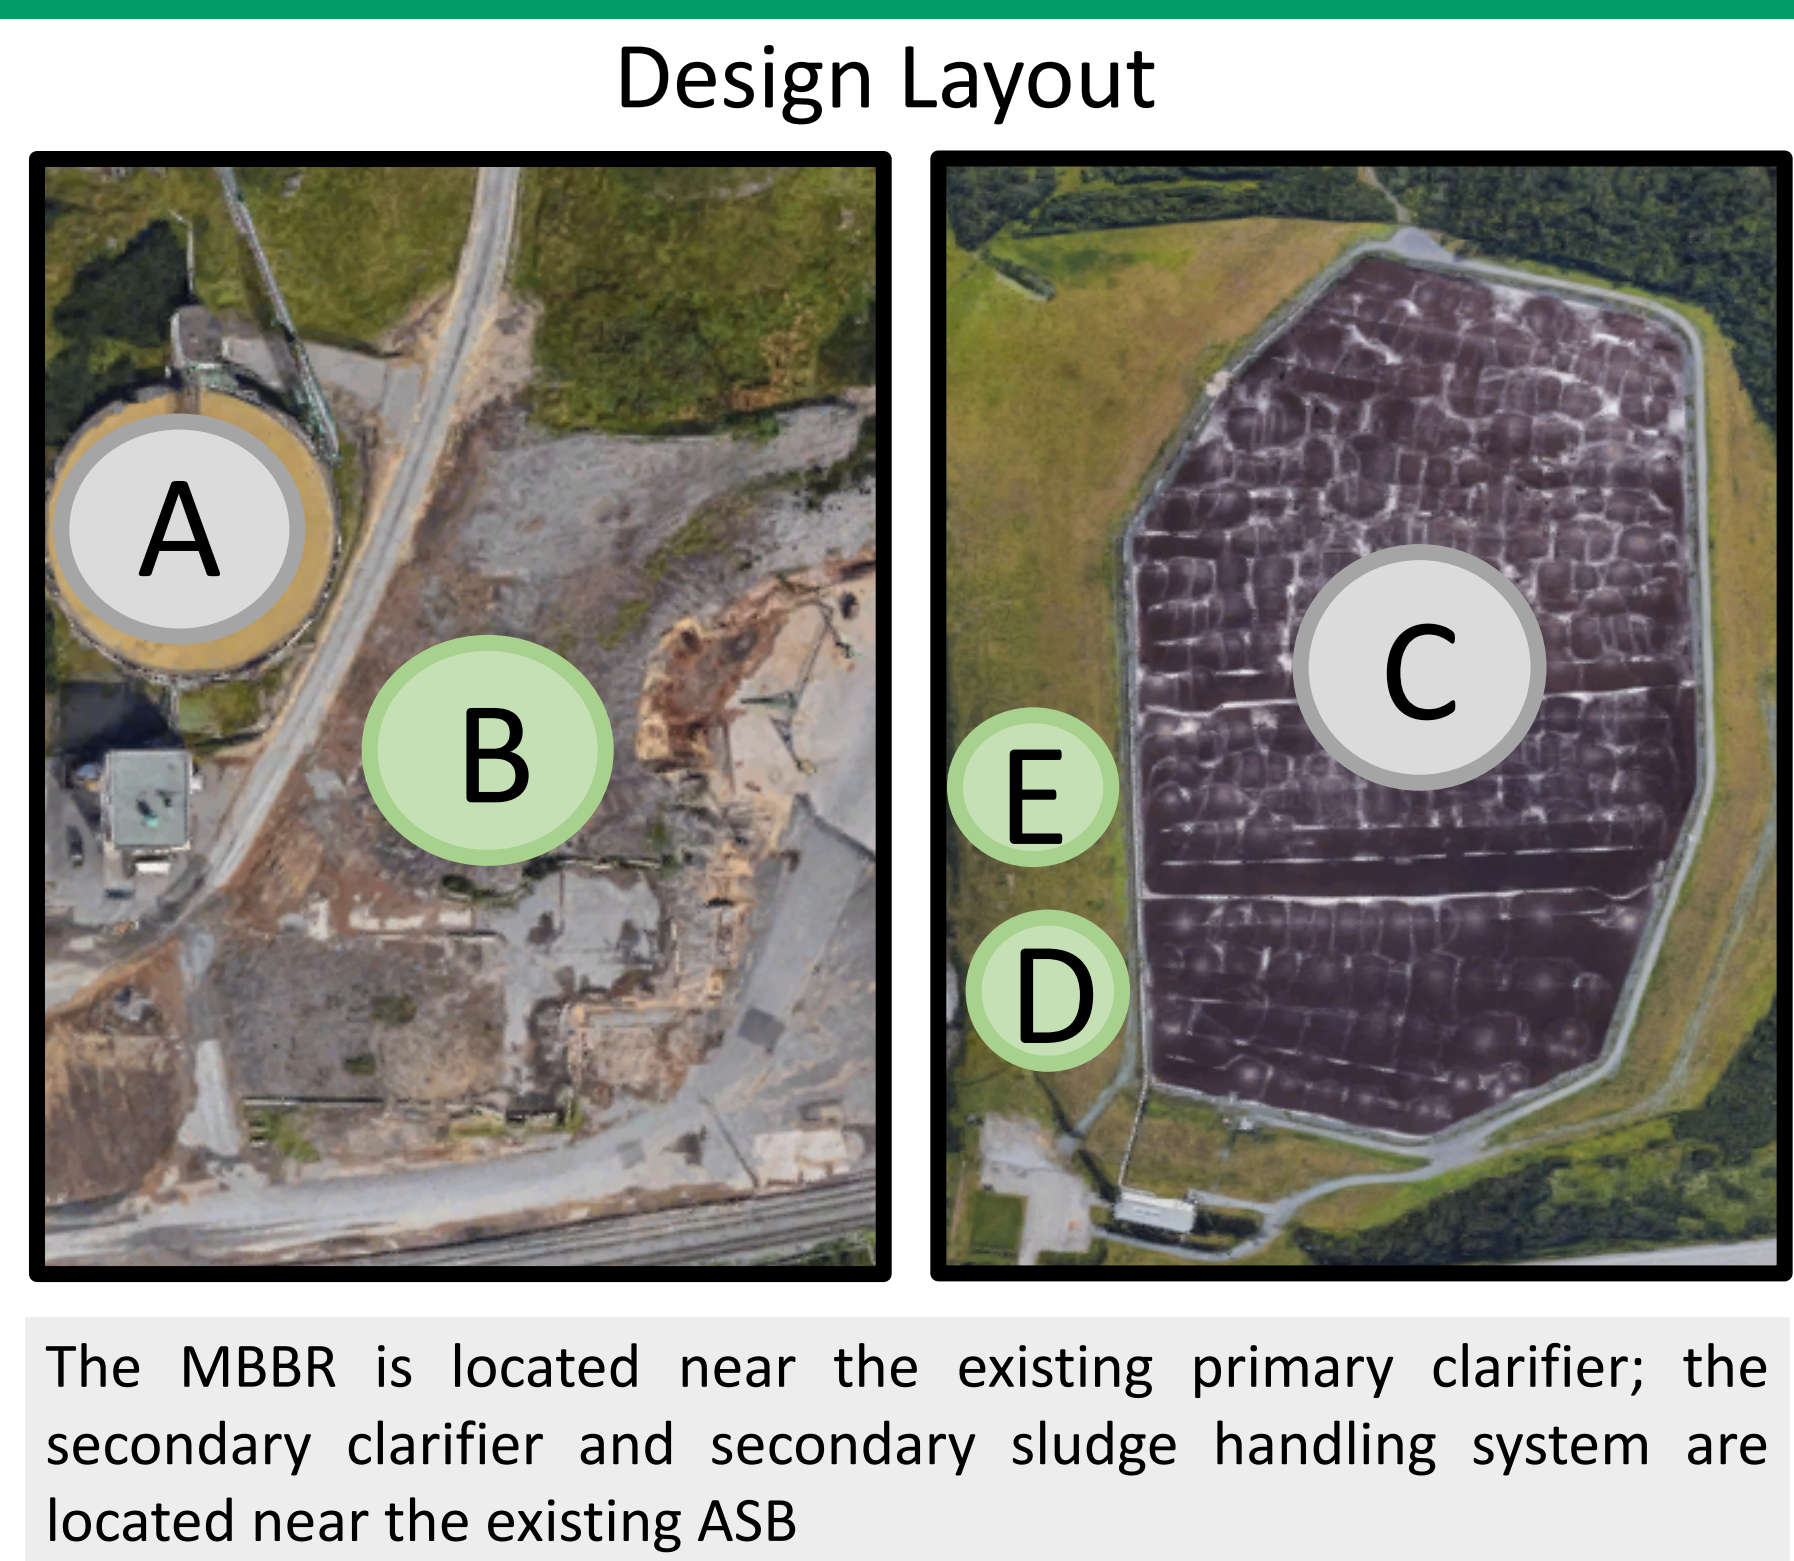 Design Layout
A
B
C
E
D
The MBBR is located near the existing primary clarifier; the
secondary clarifier and secondary sludge handling system are
located near the existing ASB